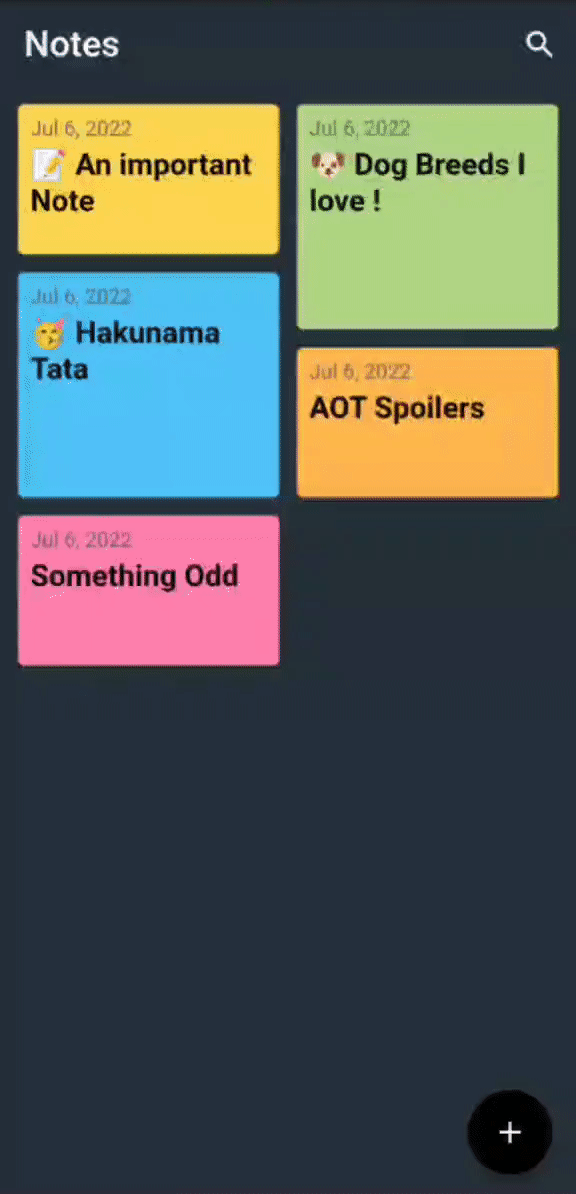 Notes
Jul 6, 2022
📝 An important
Note
Jul 6, 2022
🐶 Dog Breeds I
love !
Jul 6, 2022
🥳 Hakunama
Tata
Jul 6, 2022
AOT Spoilers
Jul 6, 2022
Something Odd
+